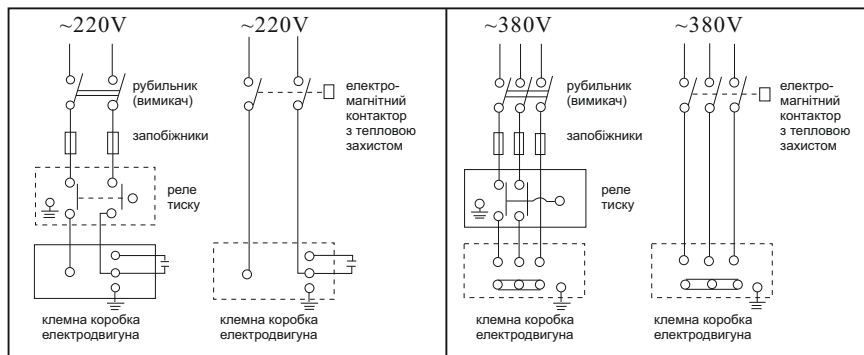 ~220V
~220V
рубильник
(вимикач)
запобіжники
реле
тиску
електро-
магнітний
контактор
з тепловою
захистом
клемна коробка
електродвигуна
клемна коробка
електродвигуна
~380V
~380V
рубильник
(вимикач)
запобіжники
реле
тиску
електро-
магнітний
контактор
з тепловою
захистом
клемна коробка
електродвигуна
клемна коробка
електродвигуна